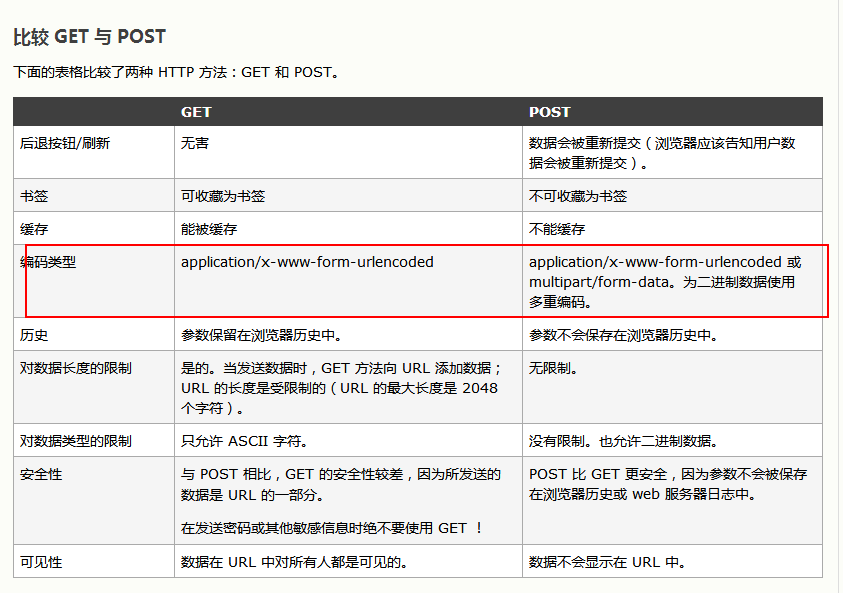 比较 GET 与 POST
下面的表格比较了两种 HTTP 方法：GET 和 POST。
GET POST
后退按钮/刷新 无害 数据会被重新提交（浏览器应该告知用户数
据会被重新提交）。
书签 可收藏为书签 不可收藏为书签
缓存 能被缓存 不能缓存
编码类型 application/x-www-form-urlencoded application/x-www-form-urlencoded 或
multipart/form-data。为二进制数据使用
多重编码。
历史 参数保留在浏览器历史中。 参数不会保存在浏览器历史中。
对数据长度的限制 是的。当发送数据时，GET 方法向 URL 添加数据； 无限制。
URL 的长度是受限制的（URL 的最大长度是 2048
个字符）。
对数据类型的限制 只允许 ASCII 字符。 没有限制。也允许二进制数据。
安全性 与 POST 相比，GET 的安全性较差，因为所发送的 POST 比 GET 更安全，因为参数不会被保存
数据是 URL 的一部分。 在浏览器历史或 web 服务器日志中。
在发送密码或其他敏感信息时绝不要使用 GET ！
可见性 数据在 URL 中对所有人都是可见的。 数据不会显示在 URL 中。